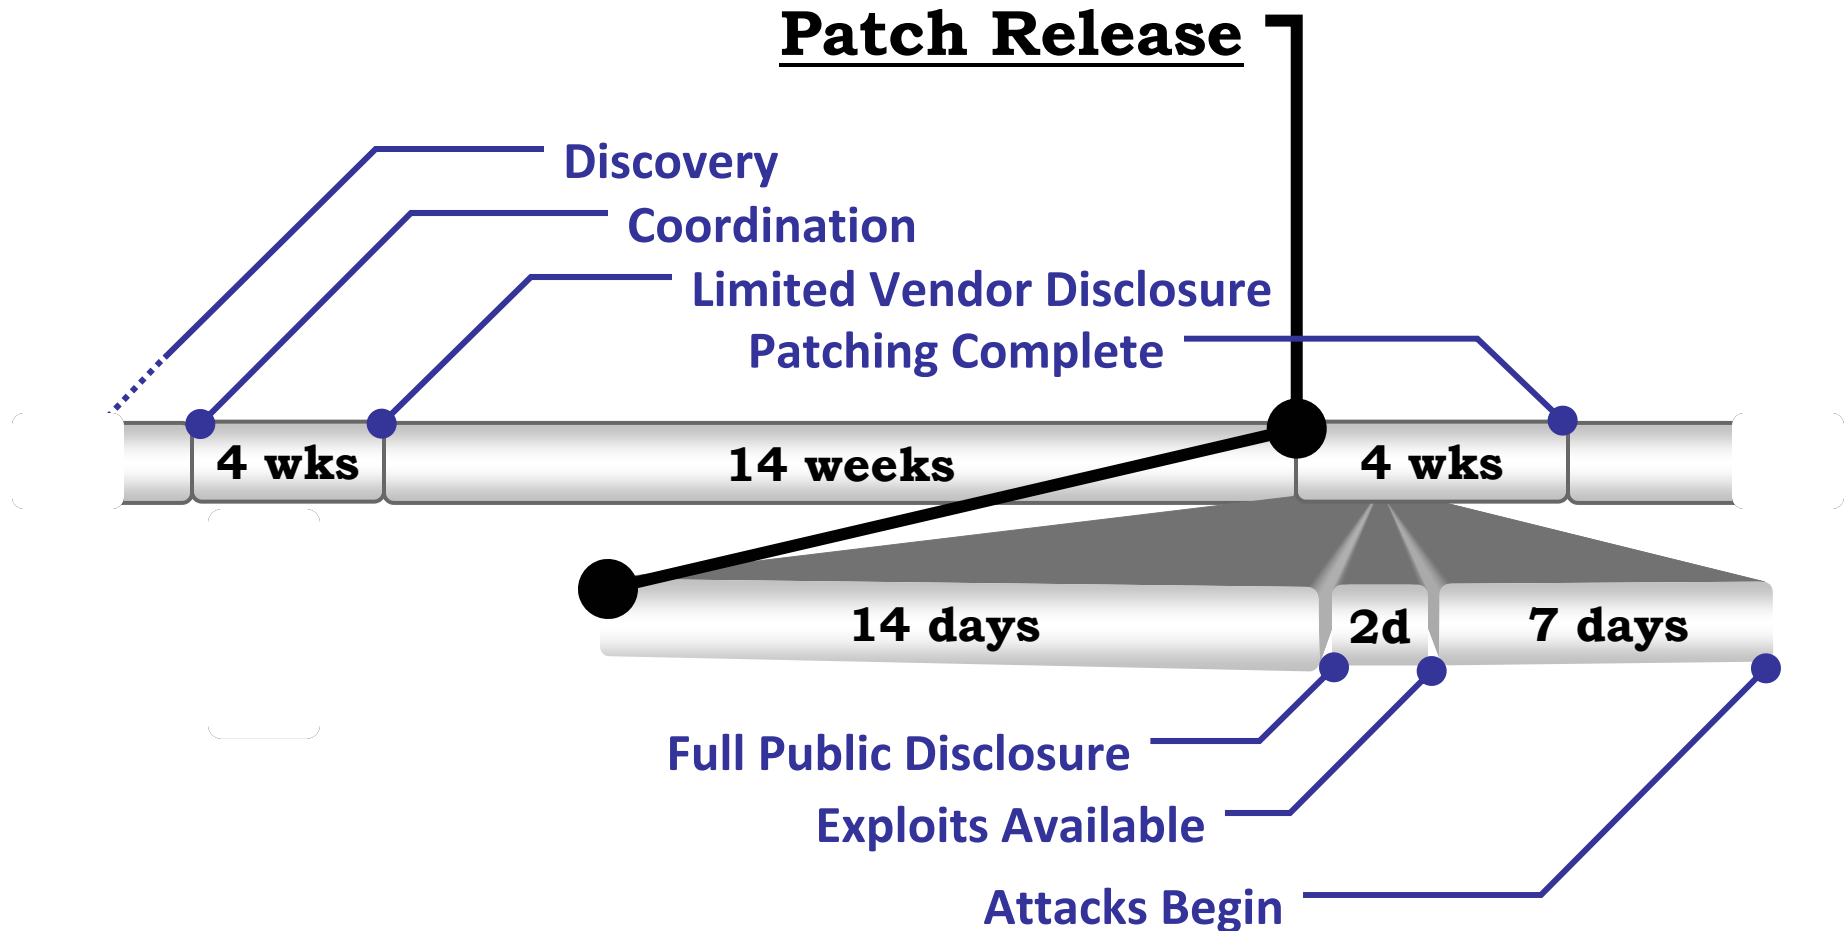 Patch Release
Discovery
Coordination
Limited Vendor Disclosure
Patching Complete
4 wks
14 weeks
4 wks
14 days
2d
7 days
Full Public Disclosure
Exploits Available
Attacks Begin